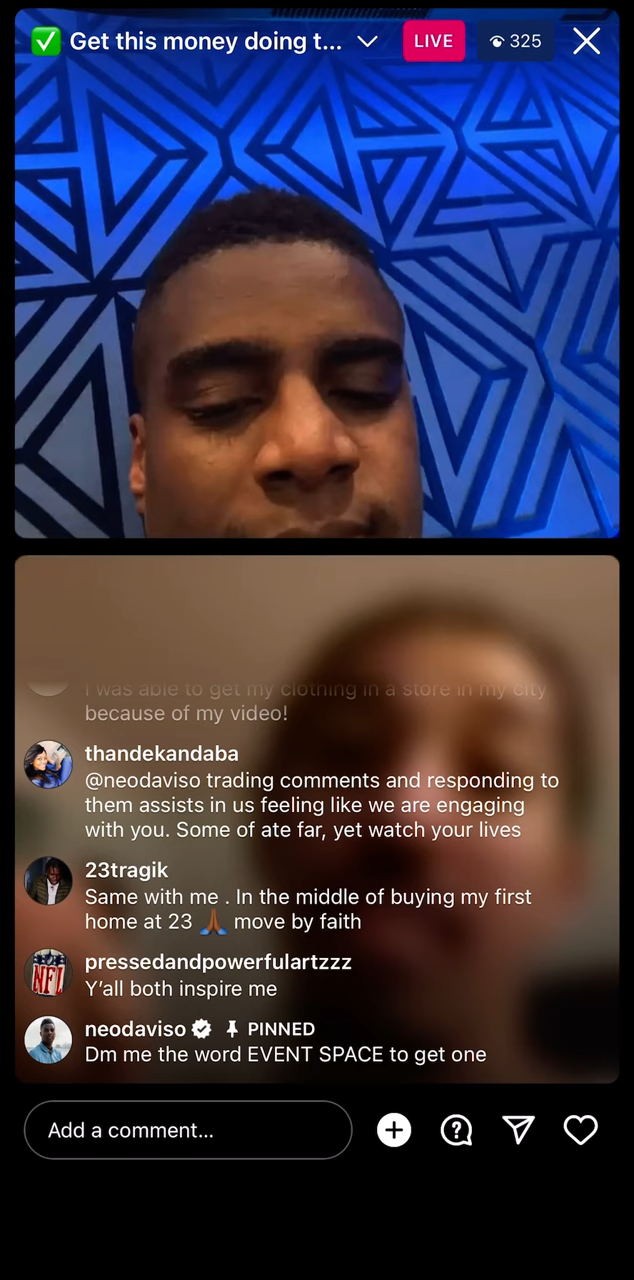 ✅ Get this money doing t...
LIVE
325
I was able to get my clothing in a store in my city
because of my video!
thandekandaba
@neodaviso trading comments and responding to
them assists in us feeling like we are engaging
with you. Some of ate far, yet watch your lives
23tragik
Same with me . In the middle of buying my first
home at 23 🙏🏾 move by faith
NFL
pressedandpowerfulartzzz
Y'all both inspire me
neodaviso PINNED
Dm me the word EVENT SPACE to get one
Add a comment...